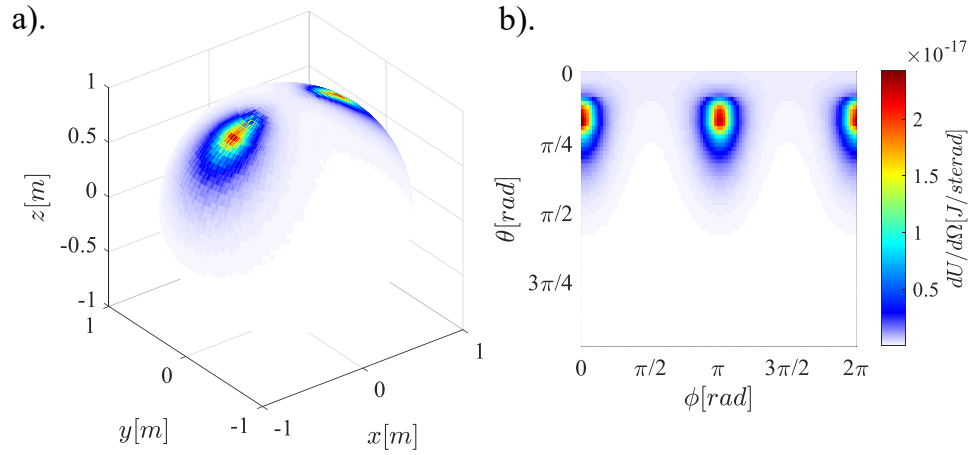 a).
1
0.5
0
-0.5
-1
z[m]
1
0
-1
y[m]
-1
0
1
x[m]
b).
0
π/4
π/2
3π/4
θ[rad]
0
π/2
π
3π/2
2π
ϕ[rad]
×10⁻¹⁷
2
1.5
1
0.5
dU/dΩ[J/sterad]